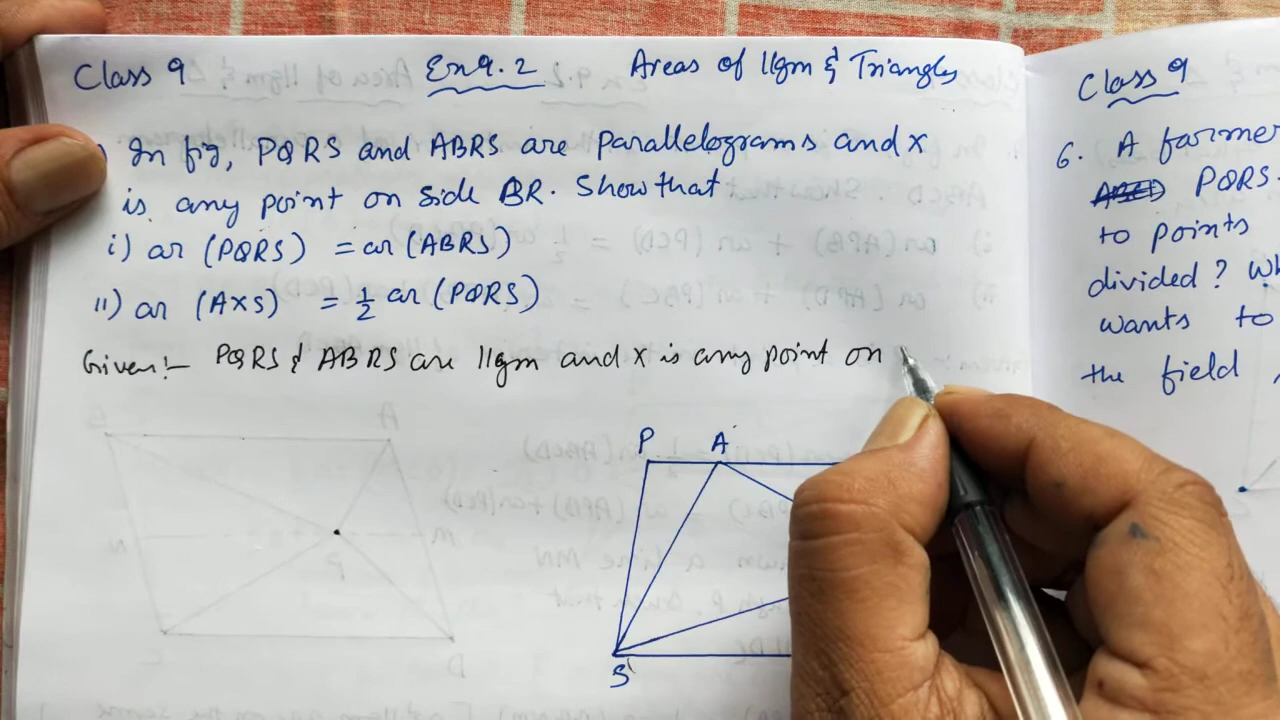 Class 9 Ex 9.2 Areas of llgm & Triangles
) In fig, PQRS and ABRS are parallelograms and x
is any point on side BR. Show that
i) ar (PQRS) = ar (ABRS)
ii) ar (AXS) = 1/2 ar (PQRS)
Given:- PQRS & ABRS are llgm and x is any point on
P A
S
Class 9
6. A farmer
PQRS.
to points
divided? Wh
wants to
the field